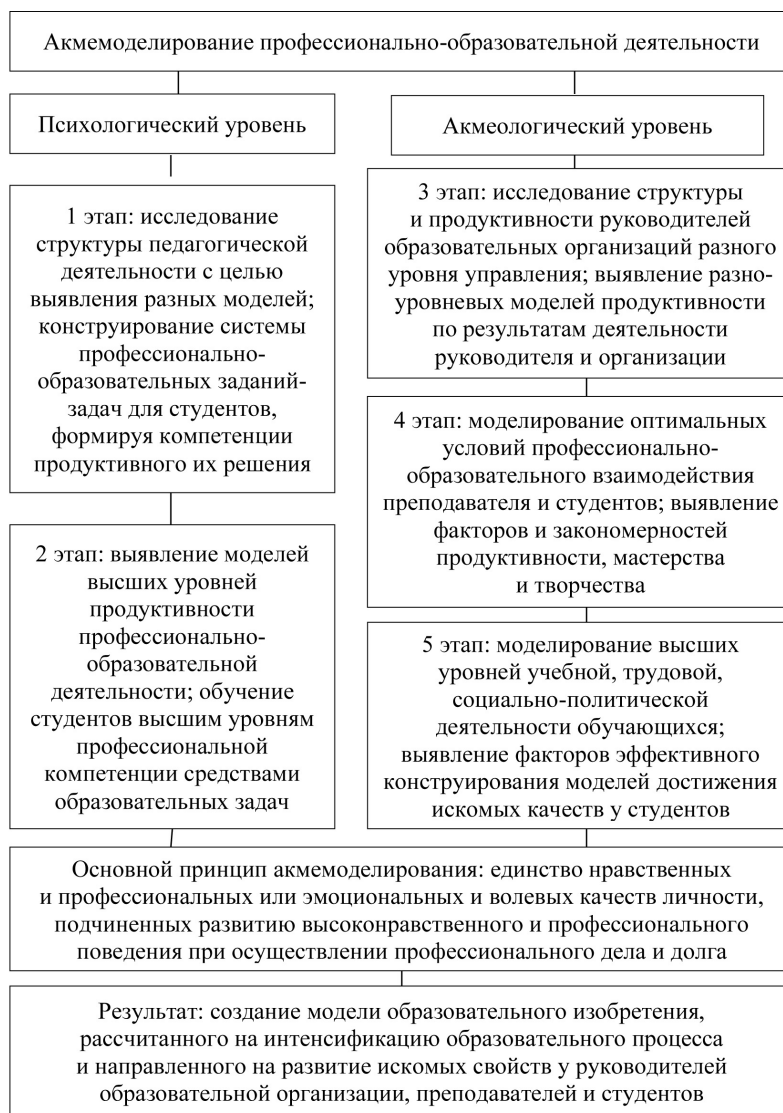 Акмемоделирование профессионально-образовательной деятельности
Психологический уровень
1 этап: исследование
структуры педагогической
деятельности с целью
выявления разных моделей;
конструирование системы
профессионально-
образовательных заданий-
задач для студентов,
формируя компетенции
продуктивного их решения
2 этап: выявление моделей
высших уровней
продуктивности
профессионально-
образовательной
деятельности; обучение
студентов высшим уровням
профессиональной
компетенции средствами
образовательных задач
Акмеологический уровень
3 этап: исследование структуры
и продуктивности руководителей
образовательных организаций разного
уровня управления; выявление разно-
уровневых моделей продуктивности
по результатам деятельности
руководителя и организации
4 этап: моделирование оптимальных
условий профессионально-
образовательного взаимодействия
преподавателя и студентов; выявление
факторов и закономерностей
продуктивности, мастерства
и творчества
5 этап: моделирование высших
уровней учебной, трудовой,
социально-политической
деятельности обучающихся;
выявление факторов эффективного
конструирования моделей достижения
искомых качеств у студентов
Основной принцип акмемоделирования: единство нравственных
и профессиональных или эмоциональных и волевых качеств личности,
подчиненных развитию высоконравственного и профессионального
поведения при осуществлении профессионального дела и долга
Результат: создание модели образовательного изобретения,
рассчитанного на интенсификацию образовательного процесса
и направленного на развитие искомых свойств у руководителей
образовательной организации, преподавателей и студентов